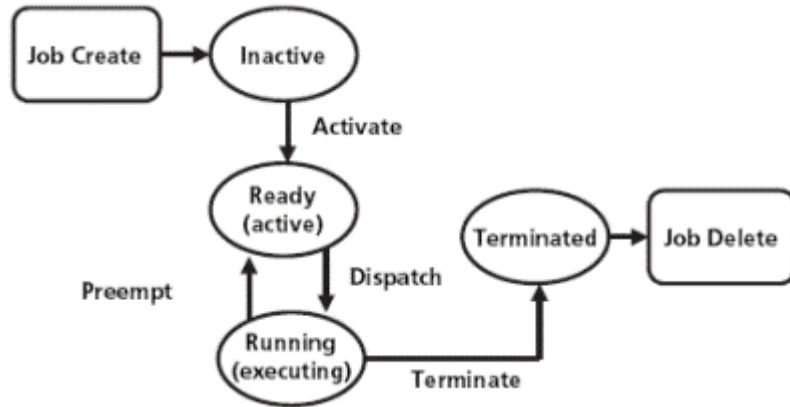 Job Create
Inactive
Activate
Ready
(active)
Terminated
Job Delete
Preempt
Dispatch
Running
(executing)
Terminate